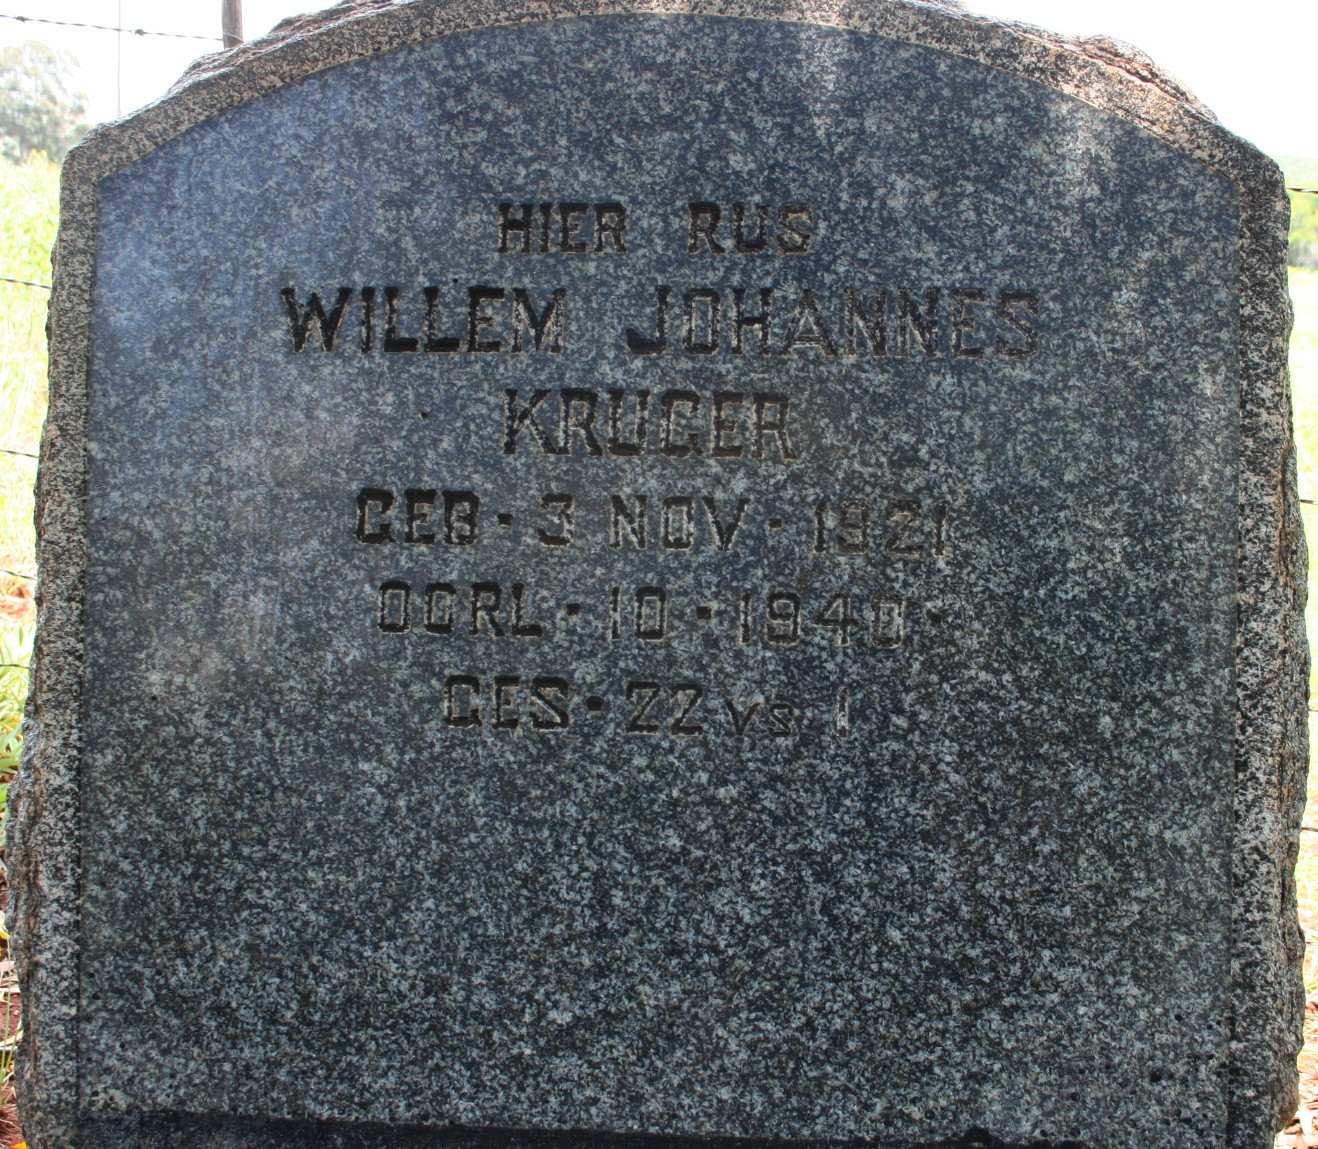 HIER RUS
WILLEM JOHANNES
KRUGER
GEB · 3 NOV · 1921
OORL · 10 · 1940
GES · 22 vs 1